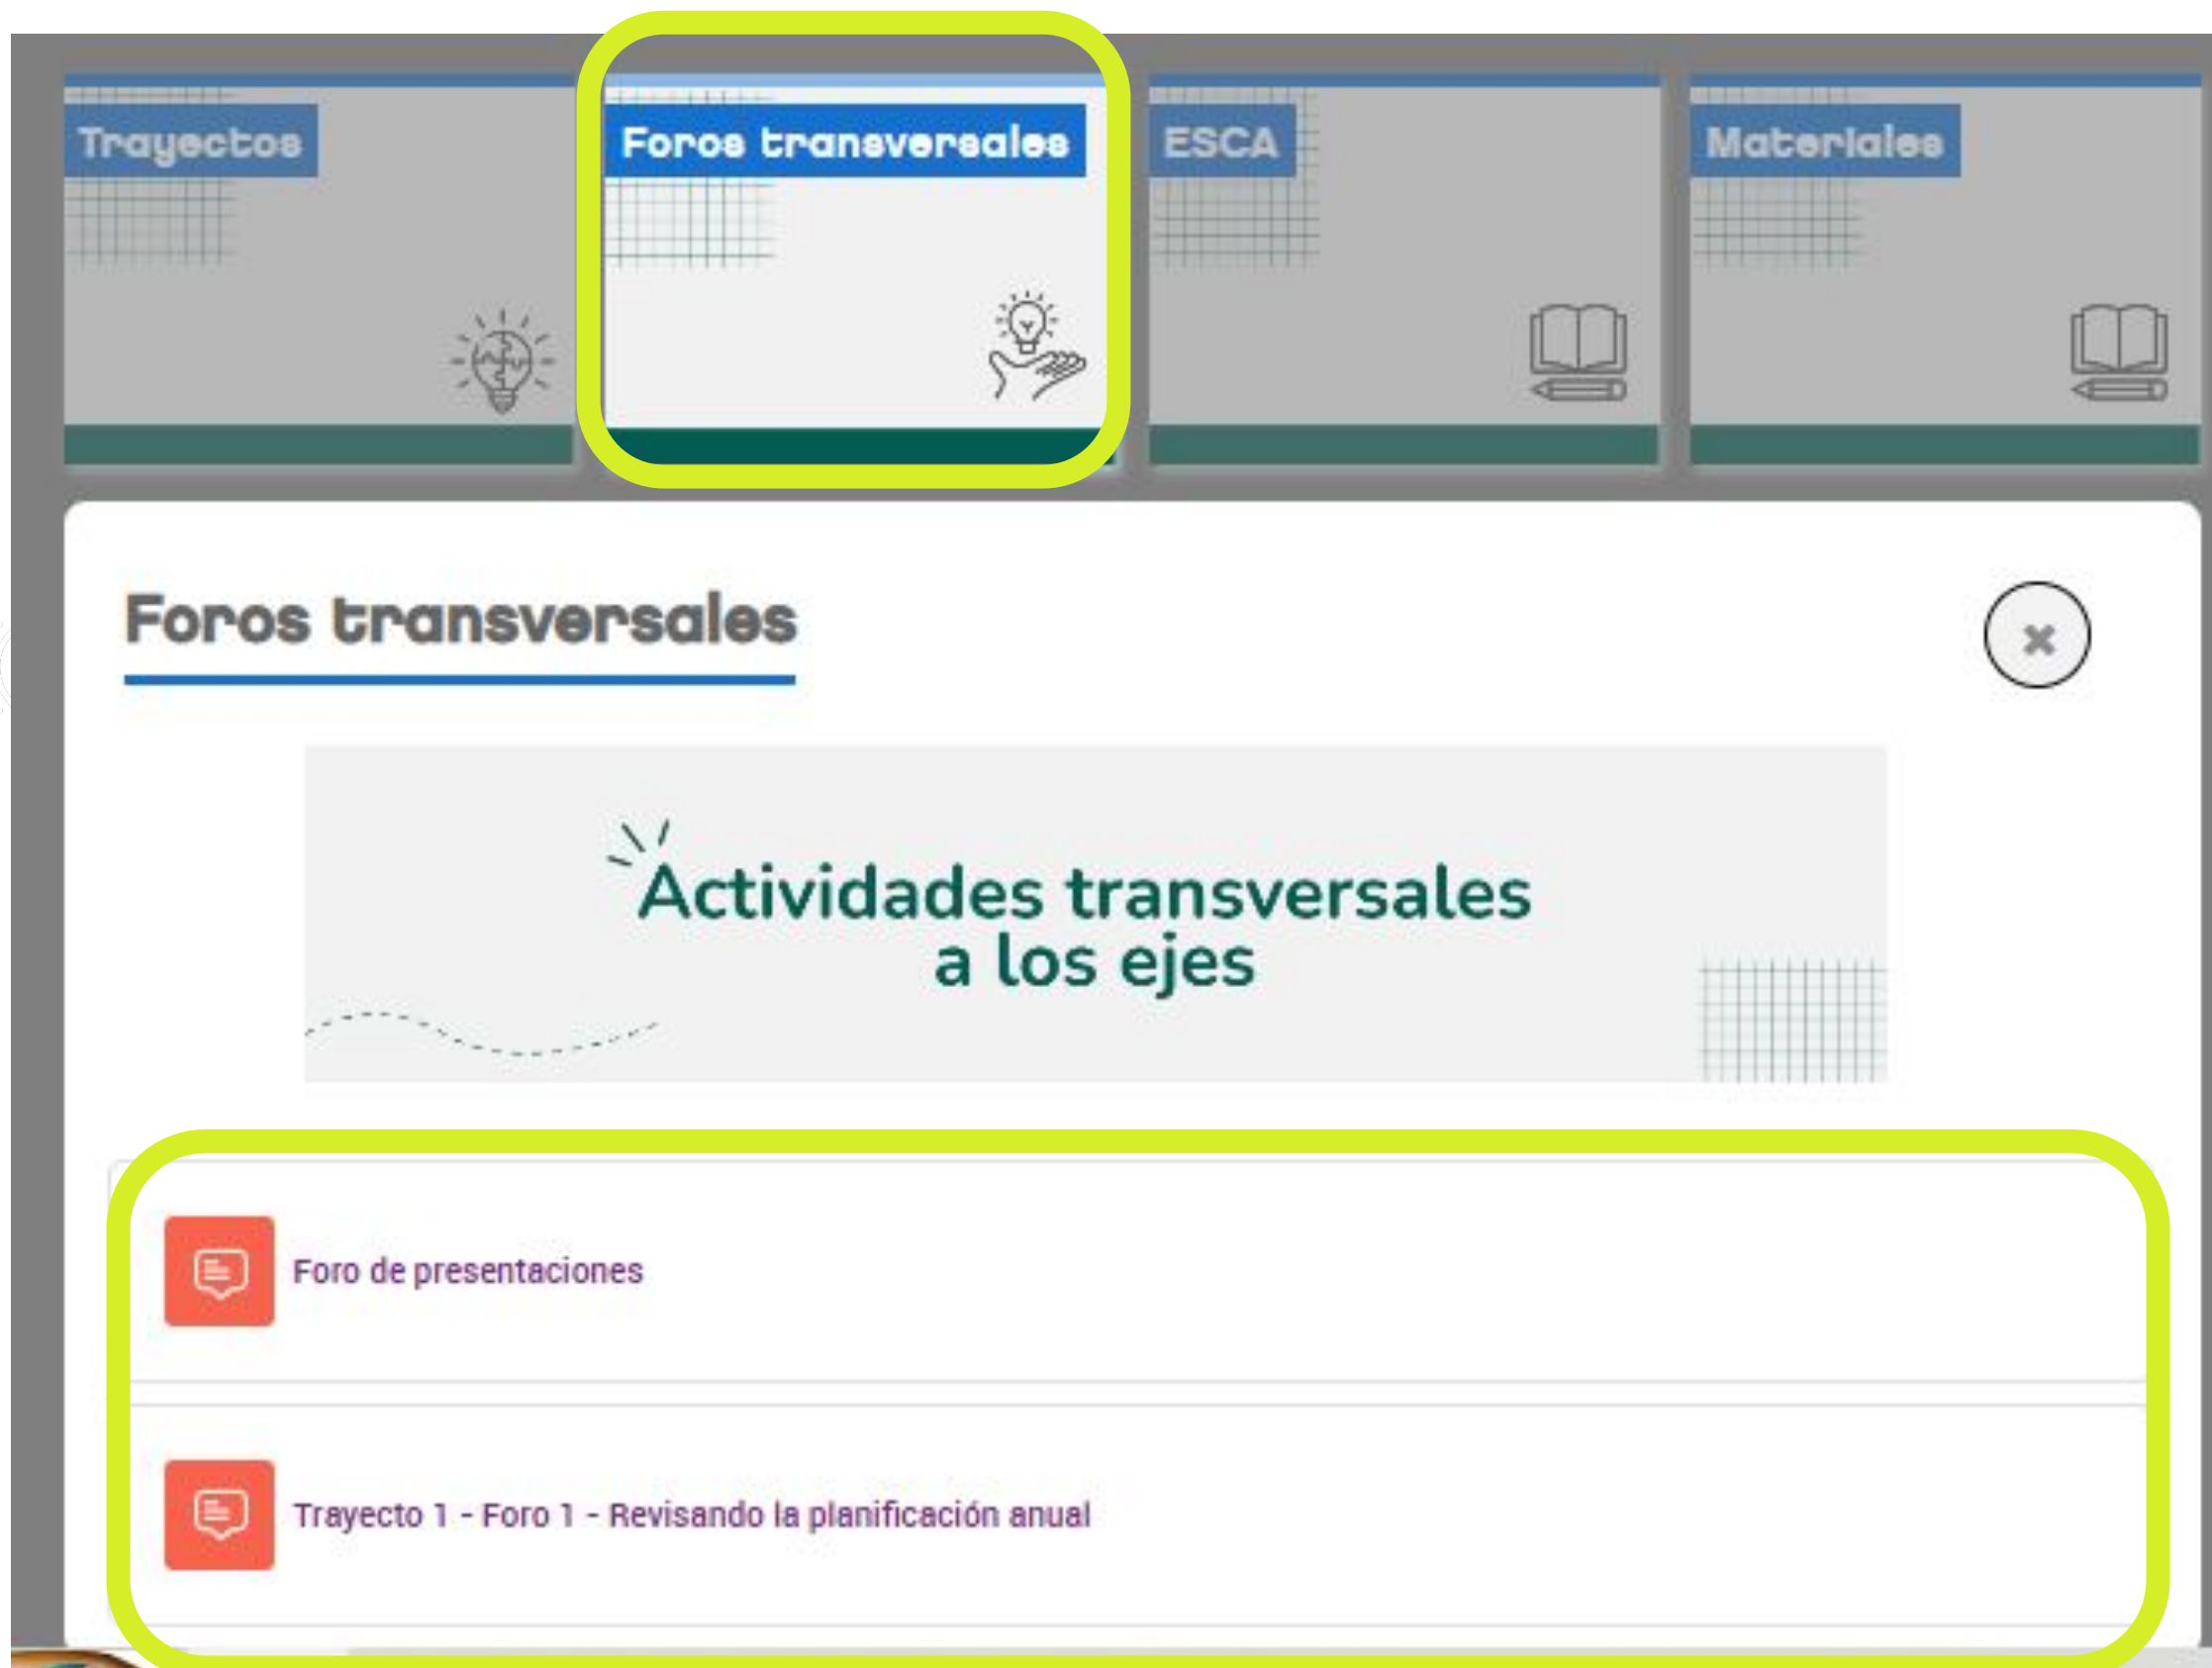 Trayectos
Foros transversales
ESCA
Materiales
Foros transversales
Actividades transversales
a los ejes
Foro de presentaciones
Trayecto 1 - Foro 1 - Revisando la planificación anual